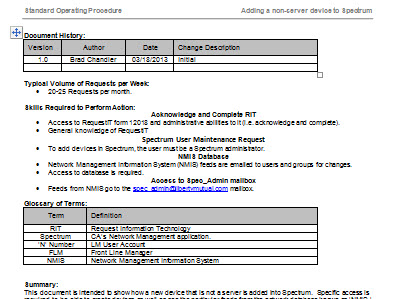 Standard Operating Procedure Adding a non-server device to Spectrum
Document History:
Version Author Date Change Description
1.0 Brad Chandler 03/18/2013 Initial
Typical Volume of Requests per Week:
• 20-25 Requests per month.
Skills Required to Perform Action:
Acknowledge and Complete RIT
• Access to RequestIT form 12018 and administrative abilities to it (i.e. acknowledge and complete).
• General knowledge of RequestIT
Spectrum User Maintenance Request
• To add devices in Spectrum, the user must be a Spectrum administrator.
NMIS Database
• Network Management Information System (NMIS) feeds are emailed to users and groups for changes.
• Access to database is required.
Access to Spec_Admin mailbox
• Feeds from NMIS go to the spec_admin@libertymutual.com mailbox.
Glossary of Terms:
Term Definition
RIT Request Information Technology
Spectrum CA's Network Management application.
'N' Number LM User Account
FLM Front Line Manager
NMIS Network Management Information System
Summary:
This document is intended to show how a new device that is not a server is added into Spectrum. Specific access is